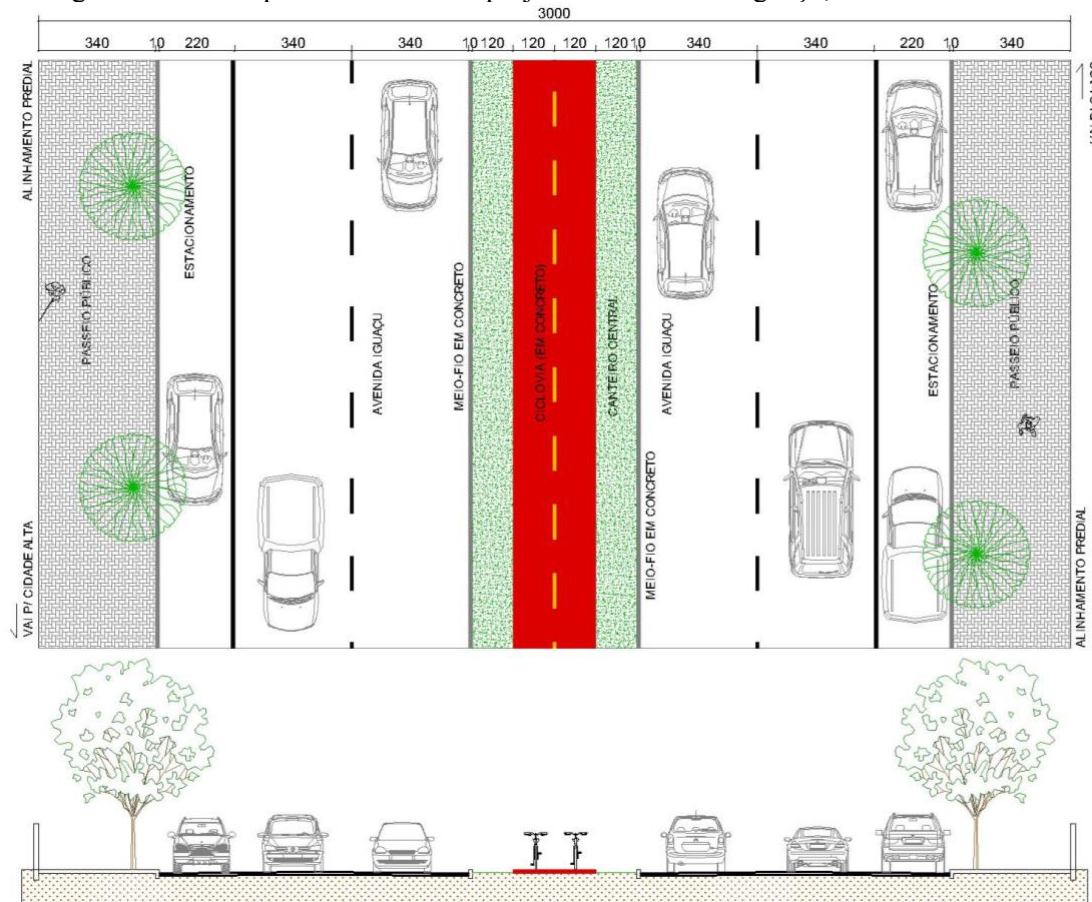 3000
340 10 220 340 340 10 120 120 120 120 10 340 340 220 10 340
ALINHAMENTO PREDIAL
PASSEIO PÚBLICO
VAI P/ CIDADE ALTA
ESTACIONAMENTO
AVENIDA IGUAÇU
MEIO-FIO EM CONCRETO
CICLOVIA (EM CONCRETO)
CANTEIRO CENTRAL
MEIO-FIO EM CONCRETO
AVENIDA IGUAÇU
ESTACIONAMENTO
PASSEIO PÚBLICO
ALINHAMENTO PREDIAL